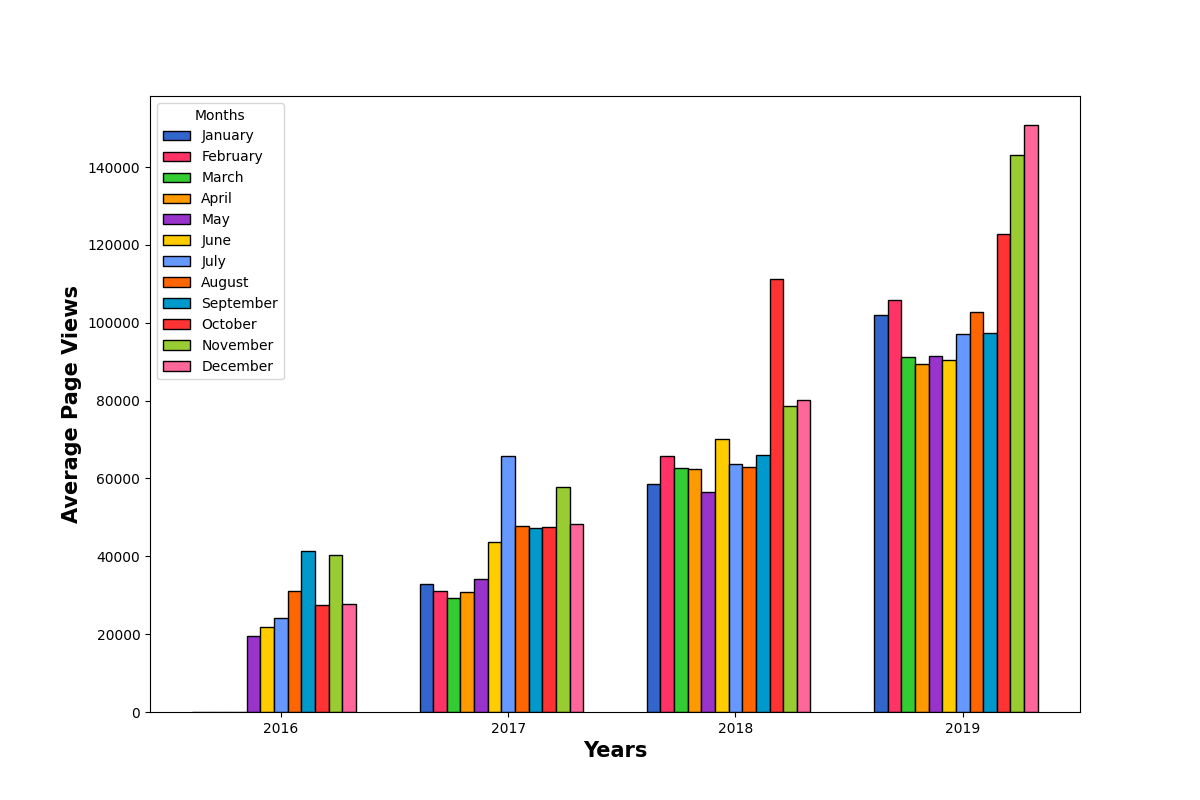 Months
January
February
March
April
May
June
July
August
September
October
November
December
140000
120000
100000
80000
60000
40000
20000
0
Average Page Views
2016 2017 2018 2019
Years